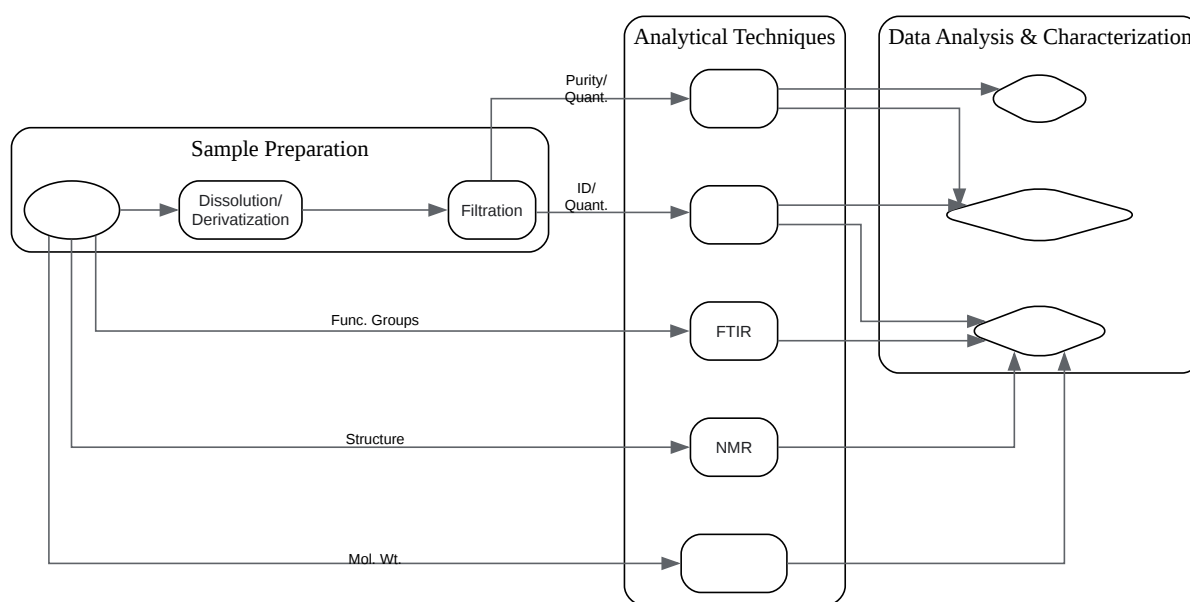 Analytical Techniques
Data Analysis & Characterization
Purity/
Quant.
Sample Preparation
Dissolution/
Derivatization
Filtration
ID/
Quant.
Func. Groups
FTIR
Structure
NMR
Mol. Wt.